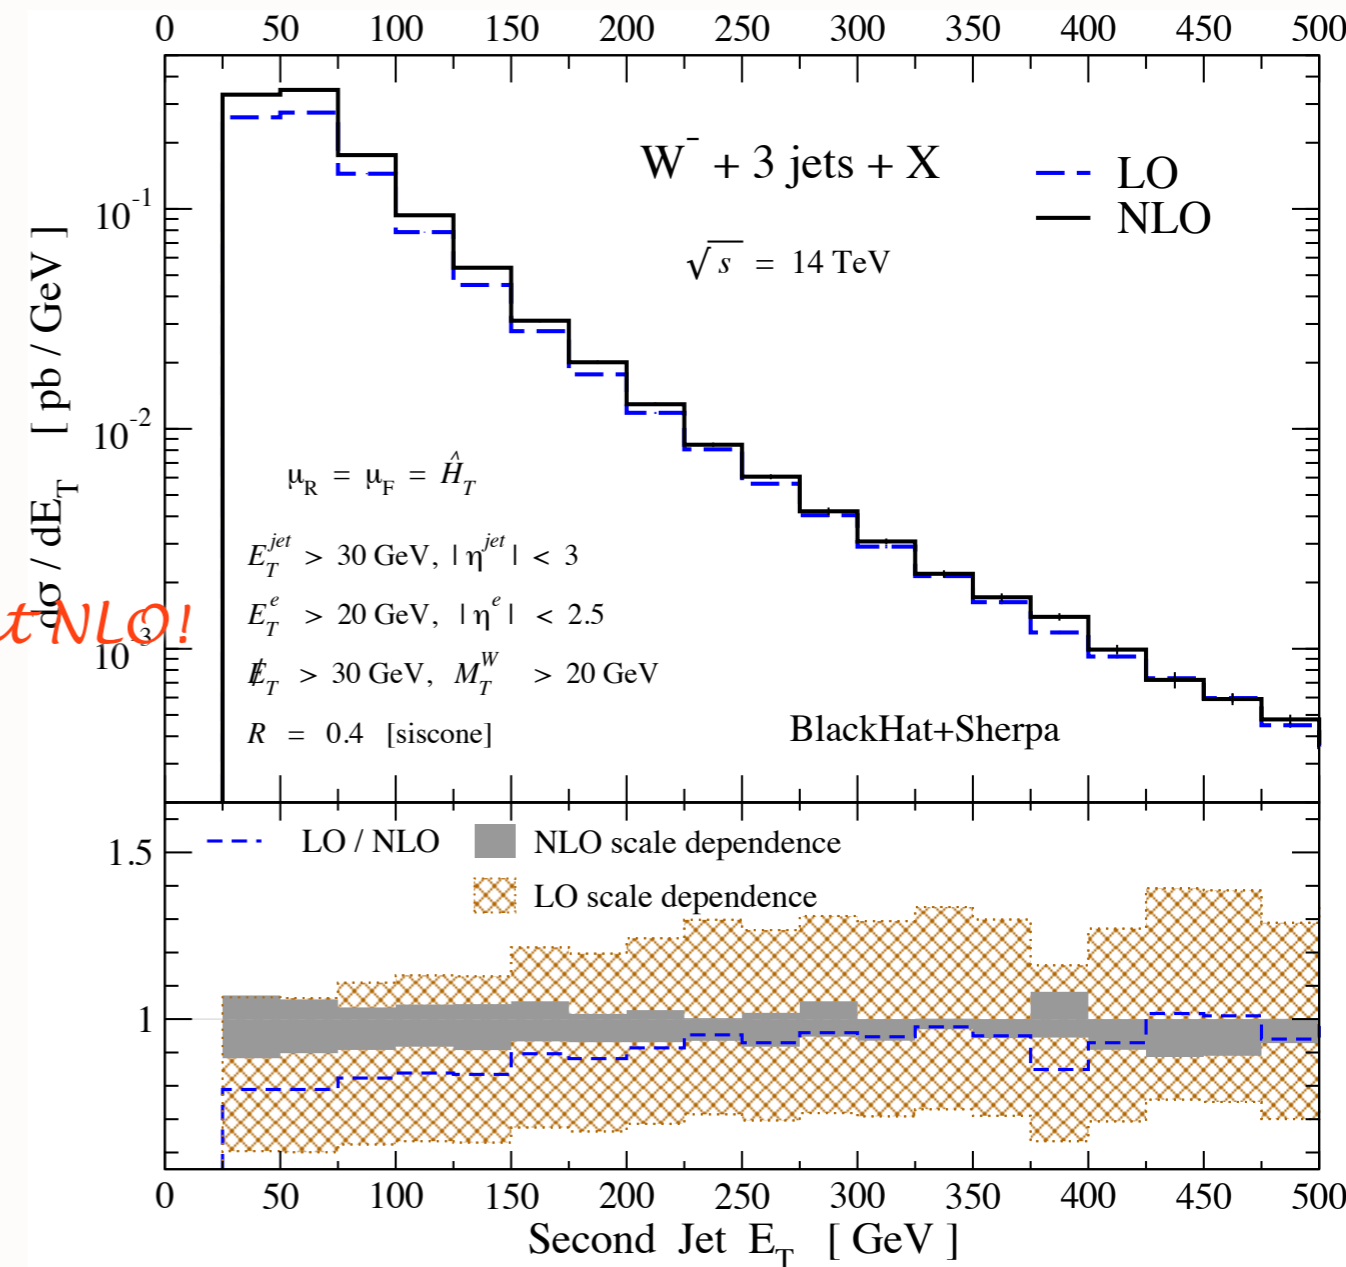 0 50 100 150 200 250 300 350 400 450 500
W⁻ + 3 jets + X
LO
NLO
√s = 14 TeV
10⁻¹
10⁻²
10⁻³
dσ / dE_T [ pb / GeV ]
t NLO!
μ_R = μ_F = Ĥ_T
E_T^jet > 30 GeV, | η^jet | < 3
E_T^e > 20 GeV, | η^e | < 2.5
E̸_T > 30 GeV, M_T^W > 20 GeV
R = 0.4 [siscone]
BlackHat+Sherpa
LO / NLO
NLO scale dependence
LO scale dependence
1.5
1
0 50 100 150 200 250 300 350 400 450 500
Second Jet E_T [ GeV ]